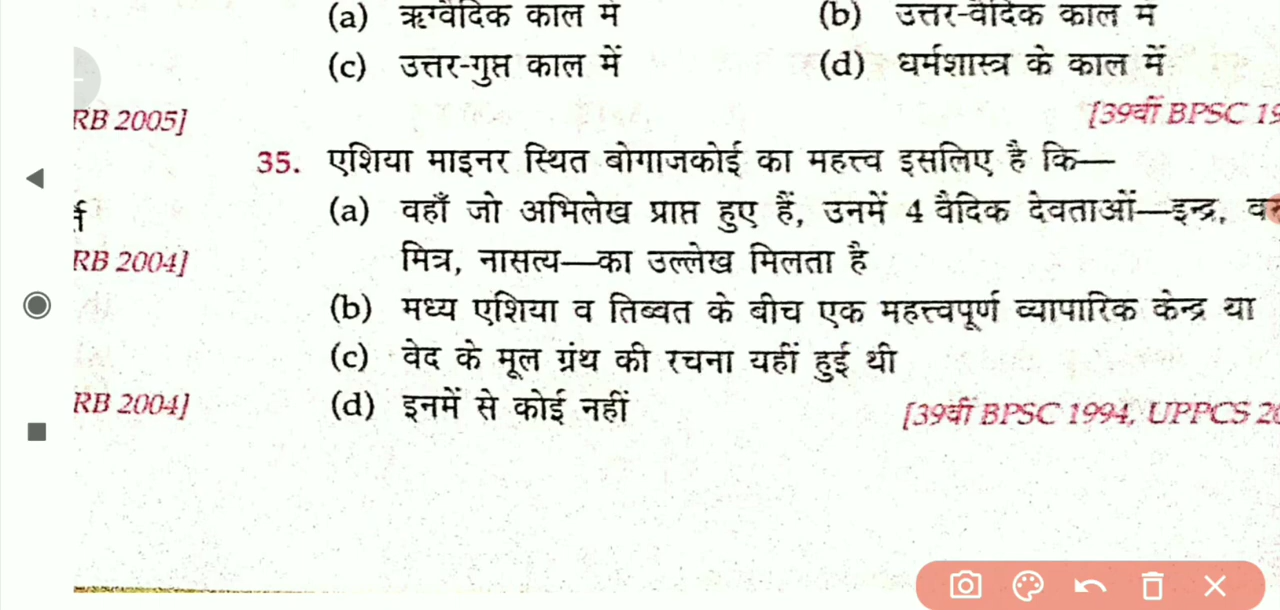 (a) ऋग्वैदिक काल में (b) उत्तर-वैदिक काल में
(c) उत्तर-गुप्त काल में (d) धर्मशास्त्र के काल में
RB 2005]
[39वीं BPSC 19
35. एशिया माइनर स्थित बोगाजकोई का महत्त्व इसलिए है कि—
(a) वहाँ जो अभिलेख प्राप्त हुए हैं, उनमें 4 वैदिक देवताओं—इन्द्र,
RB 2004]
मित्र, नासत्य—का उल्लेख मिलता है
(b) मध्य एशिया व तिब्बत के बीच एक महत्त्वपूर्ण व्यापारिक केन्द्र था
(c) वेद के मूल ग्रंथ की रचना यहीं हुई थी
RB 2004]
(d) इनमें से कोई नहीं
[39वीं BPSC 1994, UPPCS 20